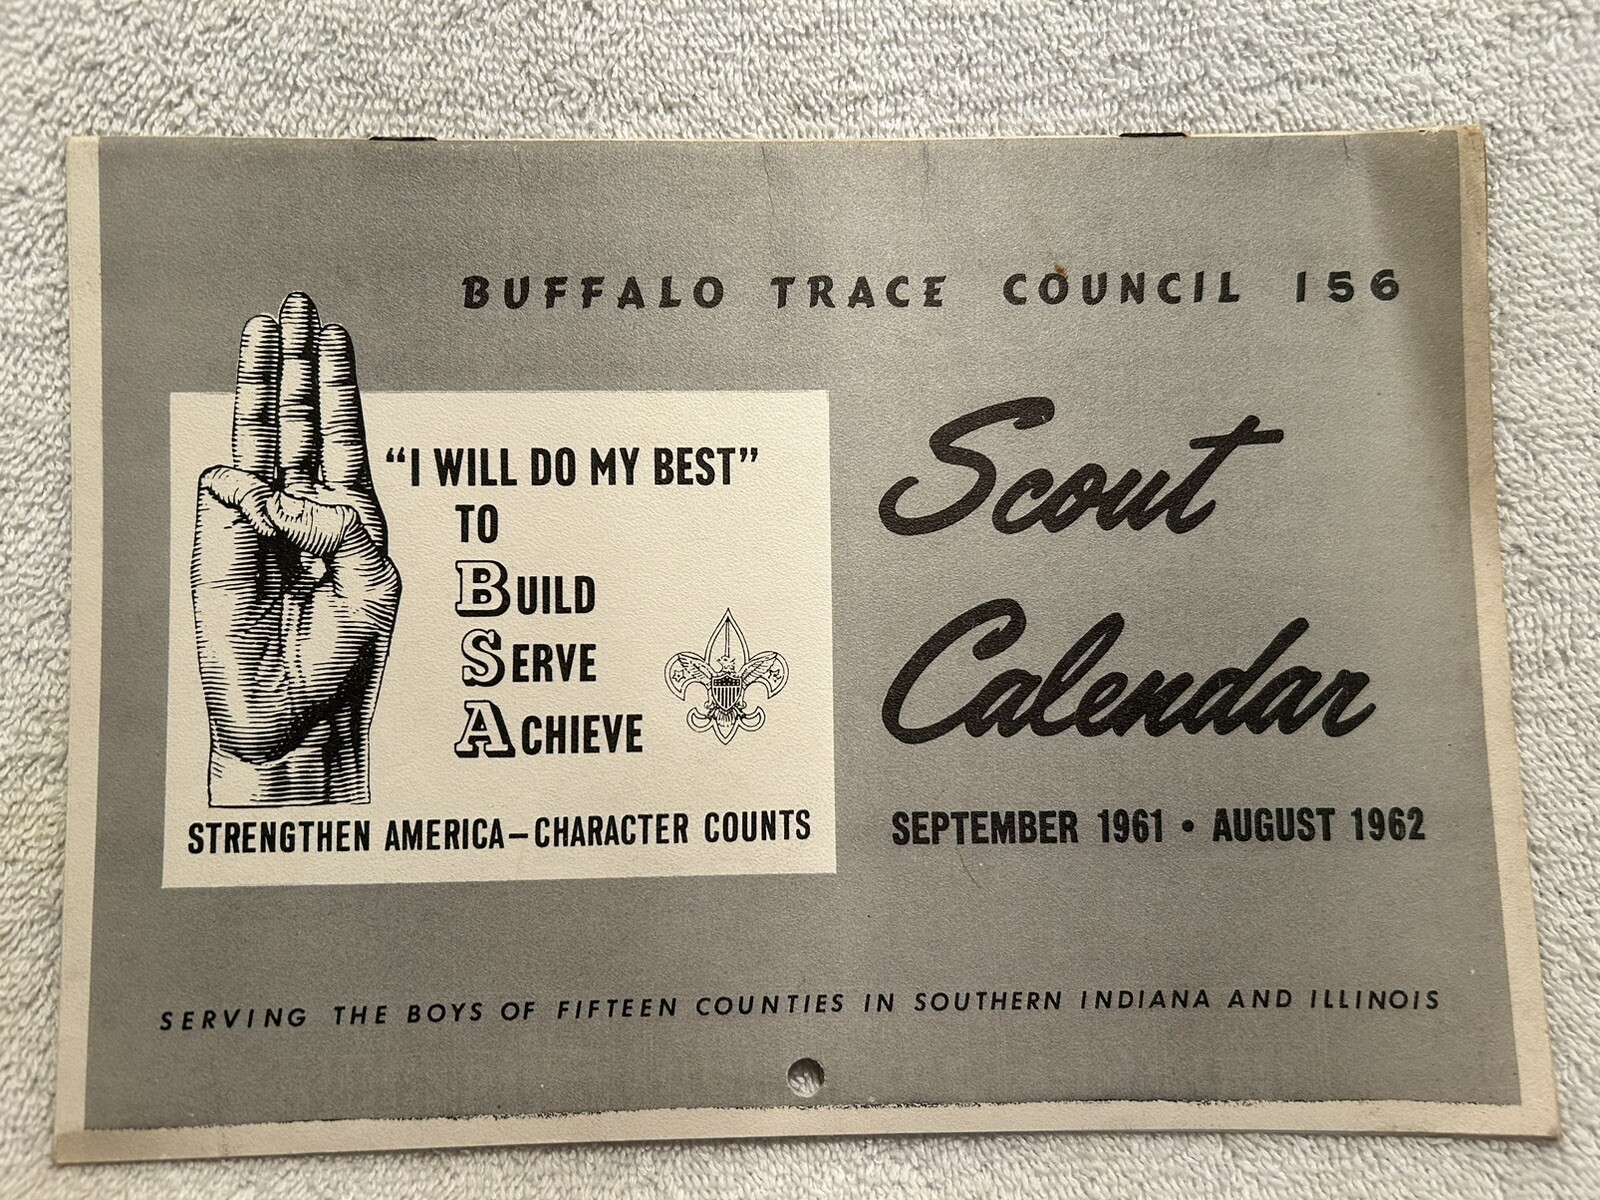 BUFFALO TRACE COUNCIL 156
"I WILL DO MY BEST"
TO
BUILD
SERVE
ACHIEVE
STRENGTHEN AMERICA—CHARACTER COUNTS
Scout
Calendar
SEPTEMBER 1961 • AUGUST 1962
SERVING THE BOYS OF FIFTEEN COUNTIES IN SOUTHERN INDIANA AND ILLINOIS